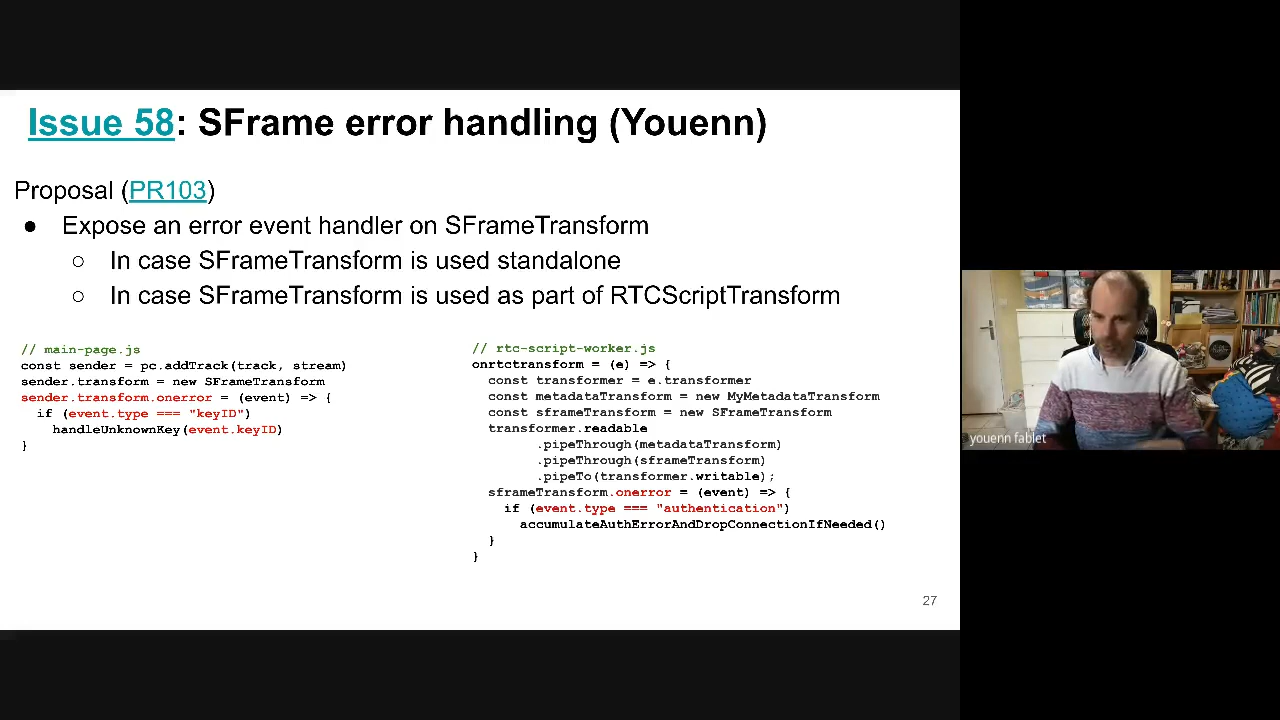 Issue 58: SFrame error handling (Youenn)
Proposal (PR103)
● Expose an error event handler on SFrameTransform
○ In case SFrameTransform is used standalone
○ In case SFrameTransform is used as part of RTCScriptTransform
// main-page.js
const sender = pc.addTrack(track, stream)
sender.transform = new SFrameTransform
sender.transform.onerror = (event) => {
if (event.type === "keyID")
handleUnknownKey(event.keyID)
}
// rtc-script-worker.js
onrtctransform = (e) => {
const transformer = e.transformer
const metadataTransform = new MyMetadataTransform
const sframeTransform = new SFrameTransform
transformer.readable
.pipeThrough(metadataTransform)
.pipeThrough(sframeTransform)
.pipeTo(transformer.writable);
sframeTransform.onerror = (event) => {
if (event.type === "authentication")
accumulateAuthErrorAndDropConnectionIfNeeded()
}
}
27
youenn fablet